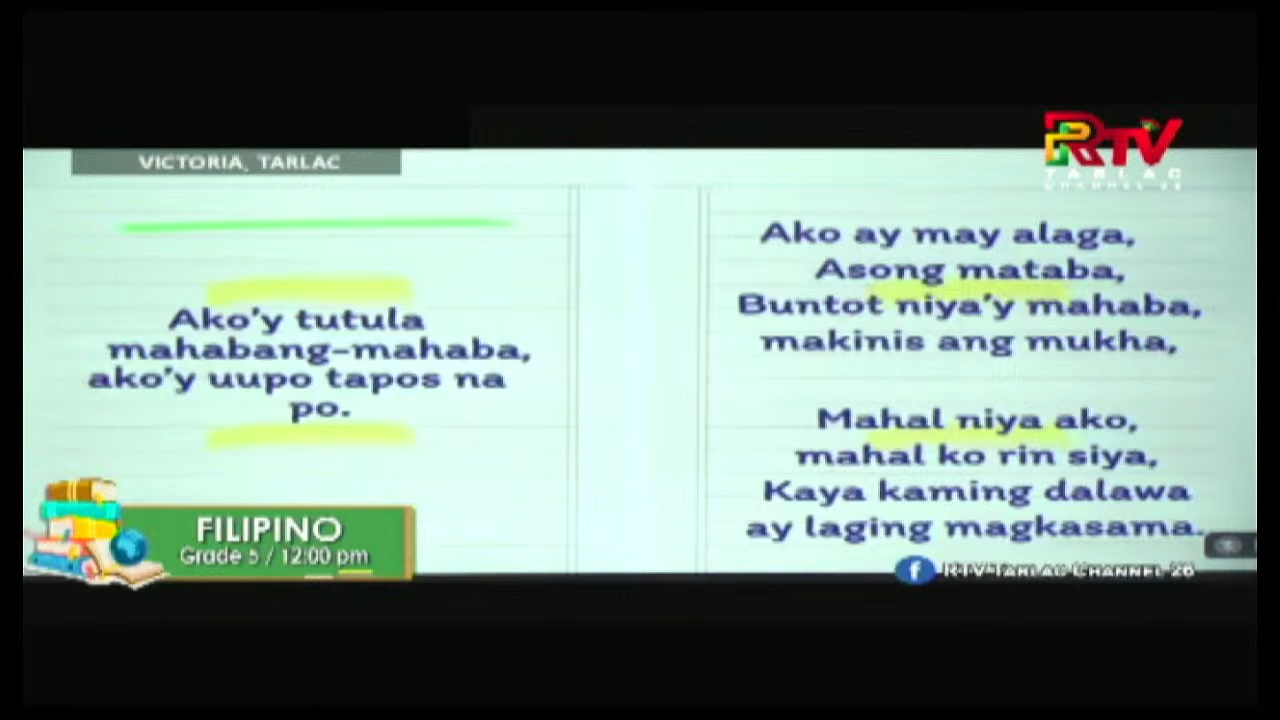 VICTORIA, TARLAC
RTV
TARLAC
CHANNEL 26
Ako'y tutula
mahabang-mahaba,
ako'y uupo tapos na
po.
Ako ay may alaga,
Asong mataba,
Buntot niya'y mahaba,
makinis ang mukha,
Mahal niya ako,
mahal ko rin siya,
Kaya kaming dalawa
ay laging magkasama.
FILIPINO
Grade 5 / 12:00 pm
RTV TARLAC CHANNEL 26